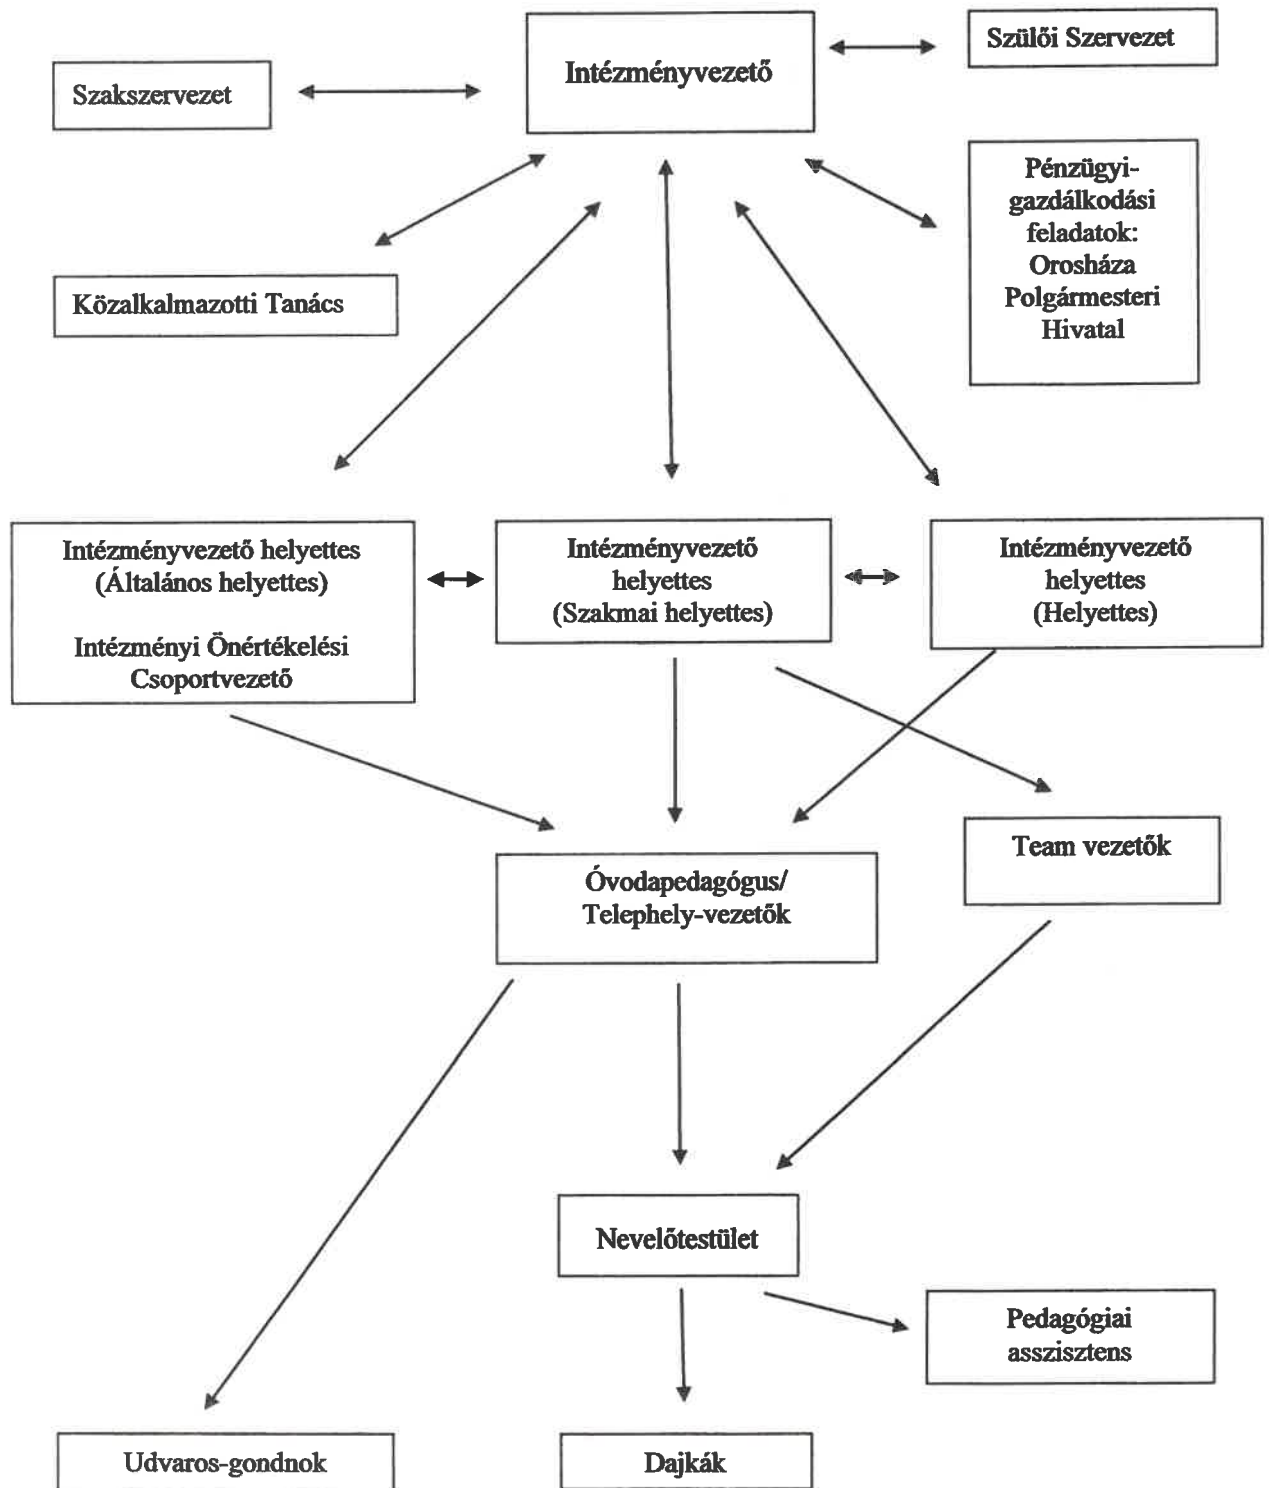 Intézményvezető
Szülői Szervezet
Szakszervezet
Pénzügyi-
gazdálkodási
feladatok:
Orosháza
Polgármesteri
Hivatal
Közalkalmazotti Tanács
Intézményvezető helyettes
(Általános helyettes)
Intézményi Önértékelési
Csoportvezető
Intézményvezető
helyettes
(Szakmai helyettes)
Intézményvezető
helyettes
(Helyettes)
Team vezetők
Óvodapedagógus/
Telephely-vezetők
Nevelőtestület
Pedagógiai
asszisztens
Udvaros-gondnok
Dajkák